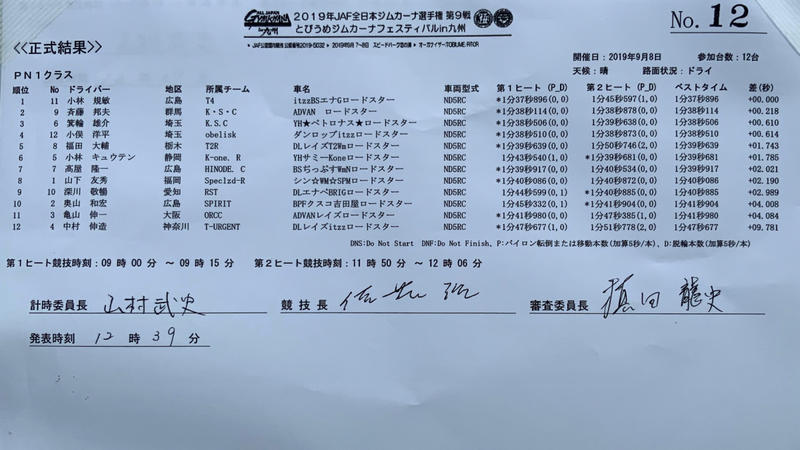 2019年JAF全日本ジムカーナ選手権 第9戦
とびうめジムカーナフェスティバルin九州
No. 12
《正式結果》
開催日：2019年9月8日 参加台数：12台
天候：晴 路面状況：ドライ
PN1クラス
順位 No ドライバー 地区 所属チーム 車名 車両型式 第1ヒート(P_D) 第2ヒート(P_D) ベストタイム 差(秒)
1 11 小林 規敏 広島 T4 itzzBSエナGロードスター ND5RC *1分37秒896(0,0) 1分45秒597(1,0) 1分37秒896 +00.000
2 9 斉藤 邦夫 群馬 K・S・C ADVAN ロードスター ND5RC *1分38秒114(0,0) 1分38秒878(0,0) 1分38秒114 +00.218
3 6 箕輪 雄介 埼玉 K.S.C YH★ペトロナス★ロードスター ND5RC *1分38秒506(0,0) 1分39秒638(0,0) 1分38秒506 +00.610
4 12 小俣 洋平 埼玉 obelisk ダンロップitzzロードスター ND5RC *1分38秒510(0,0) 1分38秒873(0,0) 1分38秒510 +00.614
5 8 福田 大輔 栃木 T2R DLレイズT2Wmロードスター ND5RC *1分39秒639(0,0) 1分50秒746(2,0) 1分39秒639 +01.743
6 5 小林 キュウテン 静岡 K-one. R YHサミーKoneロードスター ND5RC 1分43秒540(1,0) *1分39秒681(0,0) 1分39秒681 +01.785
7 7 高屋 隆一 広島 HINODE. C BSぢっぷすWmNロードスター ND5RC *1分39秒917(0,0) 1分40秒534(0,0) 1分39秒917 +02.021
8 1 山下 友秀 福岡 Speclzd-R シン☆WM☆SPMロードスター ND5RC *1分40秒086(0,0) 1分40秒872(0,0) 1分40秒086 +02.190
9 10 深川 敬暢 愛知 RST DLエナペBRIGロードスター ND5RC 1分44秒599(0,1) *1分40秒885(0,0) 1分40秒885 +02.989
10 2 奥山 和宏 広島 SPIRIT BPFクスコ吉田屋ロードスター ND5RC 1分45秒332(0,1) *1分41秒904(0,0) 1分41秒904 +04.008
11 3 亀山 伸一 大阪 ORCC ADVANレイズロードスター ND5RC *1分41秒980(0,0) 1分47秒385(1,0) 1分41秒980 +04.084
12 4 中村 伸造 神奈川 T-URGENT DLレイズitzzロードスター ND5RC *1分47秒677(1,0) 1分51秒778(2,0) 1分47秒677 +09.781
DNS:Do Not Start DNF:Do Not Finish, P:パイロン転倒または移動本数(加算5秒/本), D:脱輪本数(加算5秒/本)
第1ヒート競技時刻：09 時 00 分 ～ 09 時 15 分 第2ヒート競技時刻：11 時 50 分 ～ 12 時 06 分
計時委員長 山村武史 競 技 長 審査委員長
発表時刻 12 時 39 分